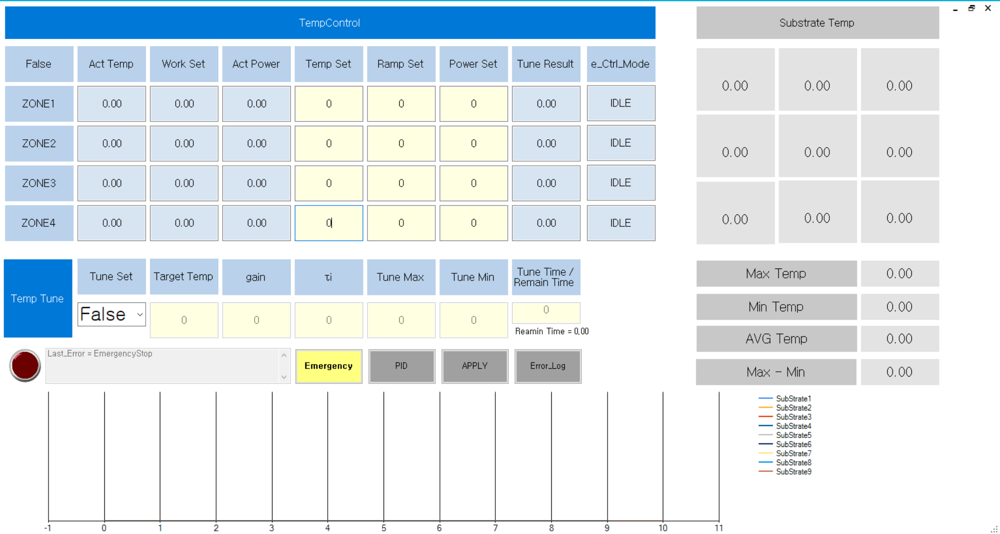 TempControl
Substrate Temp
False Act Temp Work Set Act Power Temp Set Ramp Set Power Set Tune Result e_Ctrl_Mode
ZONE1 0.00 0.00 0.00 0 0 0 0.00 IDLE
ZONE2 0.00 0.00 0.00 0 0 0 0.00 IDLE
ZONE3 0.00 0.00 0.00 0 0 0 0.00 IDLE
ZONE4 0.00 0.00 0.00 0 0 0 0.00 IDLE
0.00 0.00 0.00
0.00 0.00 0.00
0.00 0.00 0.00
Temp Tune
Tune Set Target Temp gain τi Tune Max Tune Min Tune Time /
Remain Time
False 0 0 0 0 0 0
Reamin Time = 0,00
Max Temp 0.00
Min Temp 0.00
AVG Temp 0.00
Max - Min 0.00
Last_Error = EmergencyStop
Emergency PID APPLY Error_Log
SubStrate1
SubStrate2
SubStrate3
SubStrate4
SubStrate5
SubStrate6
SubStrate7
SubStrate8
SubStrate9
-1 0 1 2 3 4 5 6 7 8 9 10 11